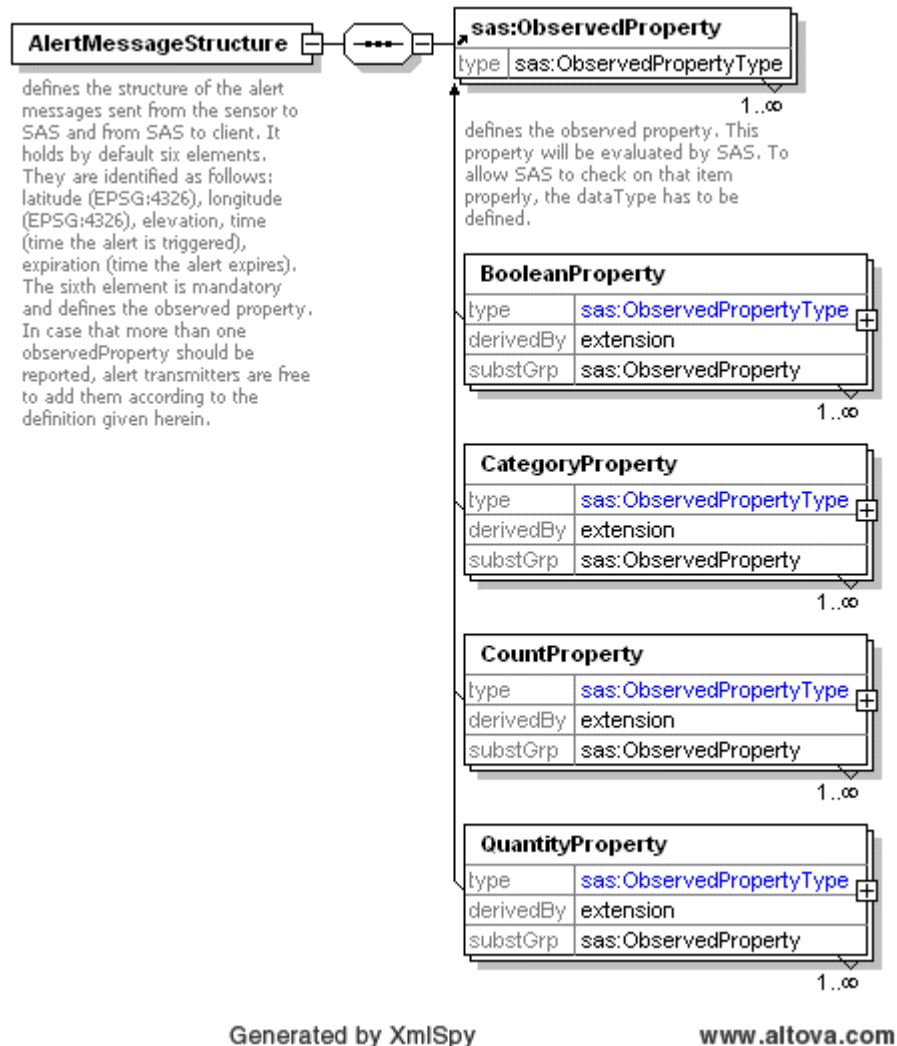 AlertMessageStructure
defines the structure of the alert
messages sent from the sensor to
SAS and from SAS to client. It
holds by default six elements.
They are identified as follows:
latitude (EPSG:4326), longitude
(EPSG:4326), elevation, time
(time the alert is triggered),
expiration (time the alert expires).
The sixth element is mandatory
and defines the observed property.
In case that more than one
observedProperty should be
reported, alert transmitters are free
to add them according to the
definition given herein.
sas:ObservedProperty
type sas:ObservedPropertyType
1..∞
defines the observed property. This
property will be evaluated by SAS. To
allow SAS to check on that item
properly, the dataType has to be
defined.
BooleanProperty
type sas:ObservedPropertyType
derivedBy extension
substGrp sas:ObservedProperty
1..∞
CategoryProperty
type sas:ObservedPropertyType
derivedBy extension
substGrp sas:ObservedProperty
1..∞
CountProperty
type sas:ObservedPropertyType
derivedBy extension
substGrp sas:ObservedProperty
1..∞
QuantityProperty
type sas:ObservedPropertyType
derivedBy extension
substGrp sas:ObservedProperty
1..∞
Generated by XmlSpy www.altova.com